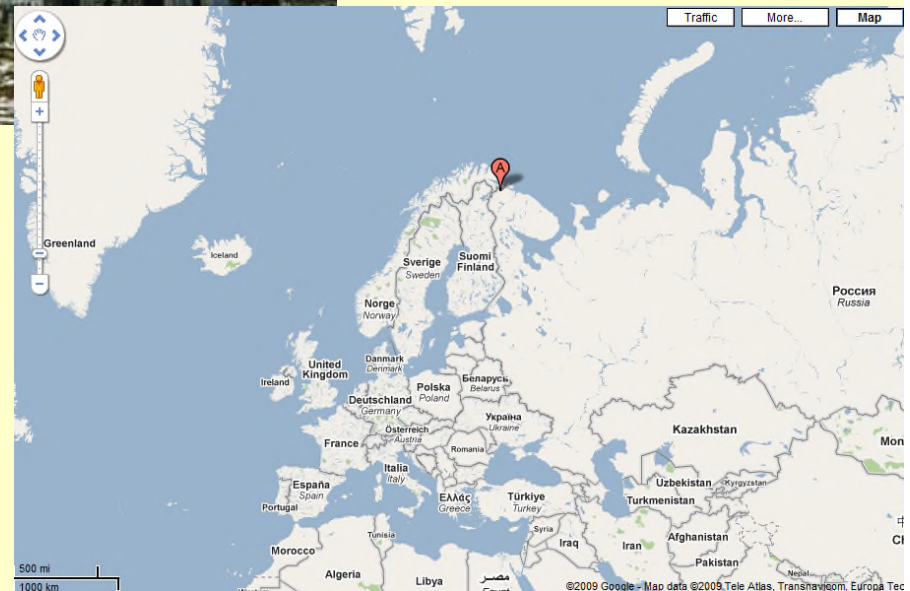 Traffic
More...
Map
A
Greenland
Iceland
Sverige
Sweden
Suomi
Finland
Norge
Norway
Россия
Russia
United
Kingdom
Ireland
Danmark
Denmark
Polska
Poland
Беларусь
Belarus
Deutschland
Germany
Україна
Ukraine
Österreich
Austria
France
Romania
Kazakhstan
Mon
Italia
Italy
España
Spain
Portugal
Ελλάς
Greece
Türkiye
Turkey
Uzbekistan
Kyrgyzstan
Turkmenistan
Tunisia
Syria
Iraq
Iran
Afghanistan
Pakistan
Morocco
Algeria
Libya
مصر
Nepal
500 mi
1000 km
©2009 Google - Map data ©2009 Tele Atlas, Transnavicom, Europa Tec